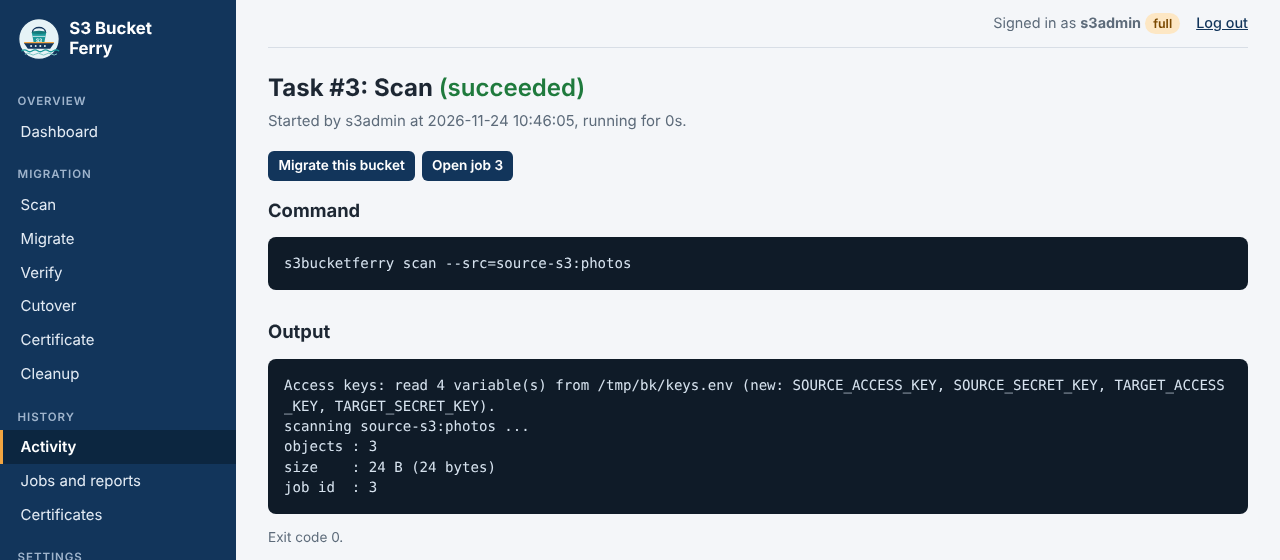 S3 Bucket
Ferry
OVERVIEW
Dashboard
MIGRATION
Scan
Migrate
Verify
Cutover
Certificate
Cleanup
HISTORY
Activity
Jobs and reports
Certificates
SETTINGS
Signed in as s3admin full Log out
Task #3: Scan (succeeded)
Started by s3admin at 2026-11-24 10:46:05, running for 0s.
Migrate this bucket Open job 3
Command
s3bucketferry scan --src=source-s3:photos
Output
Access keys: read 4 variable(s) from /tmp/bk/keys.env (new: SOURCE_ACCESS_KEY, SOURCE_SECRET_KEY, TARGET_ACCESS
_KEY, TARGET_SECRET_KEY).
scanning source-s3:photos ...
objects : 3
size    : 24 B (24 bytes)
job id  : 3
Exit code 0.